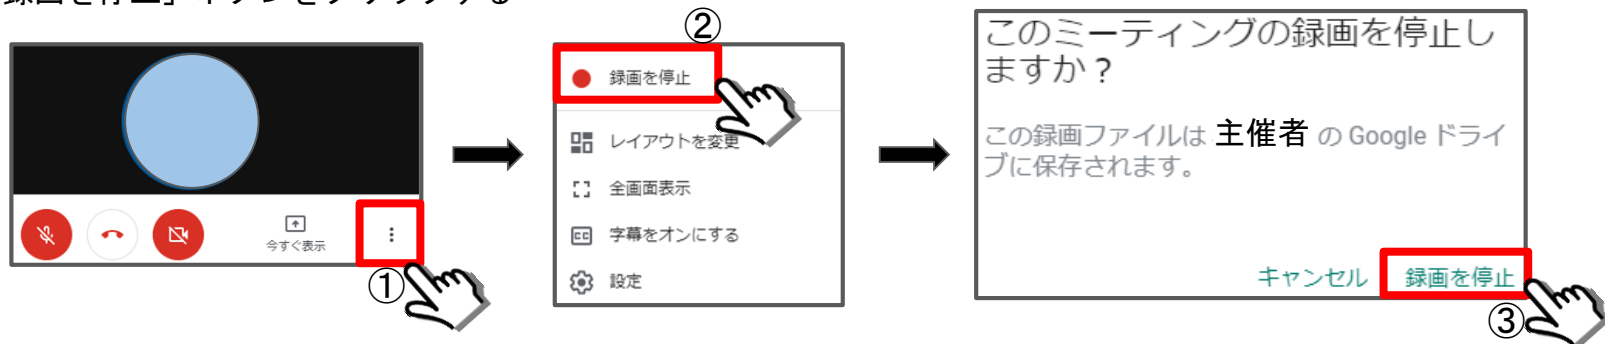 録画を停止」ボタンをクリックする
今すぐ表示
①
②
録画を停止
レイアウトを変更
全画面表示
字幕をオンにする
設定
このミーティングの録画を停止し
ますか？
この録画ファイルは 主催者 の Google ドライ
ブに保存されます。
キャンセル 録画を停止
③